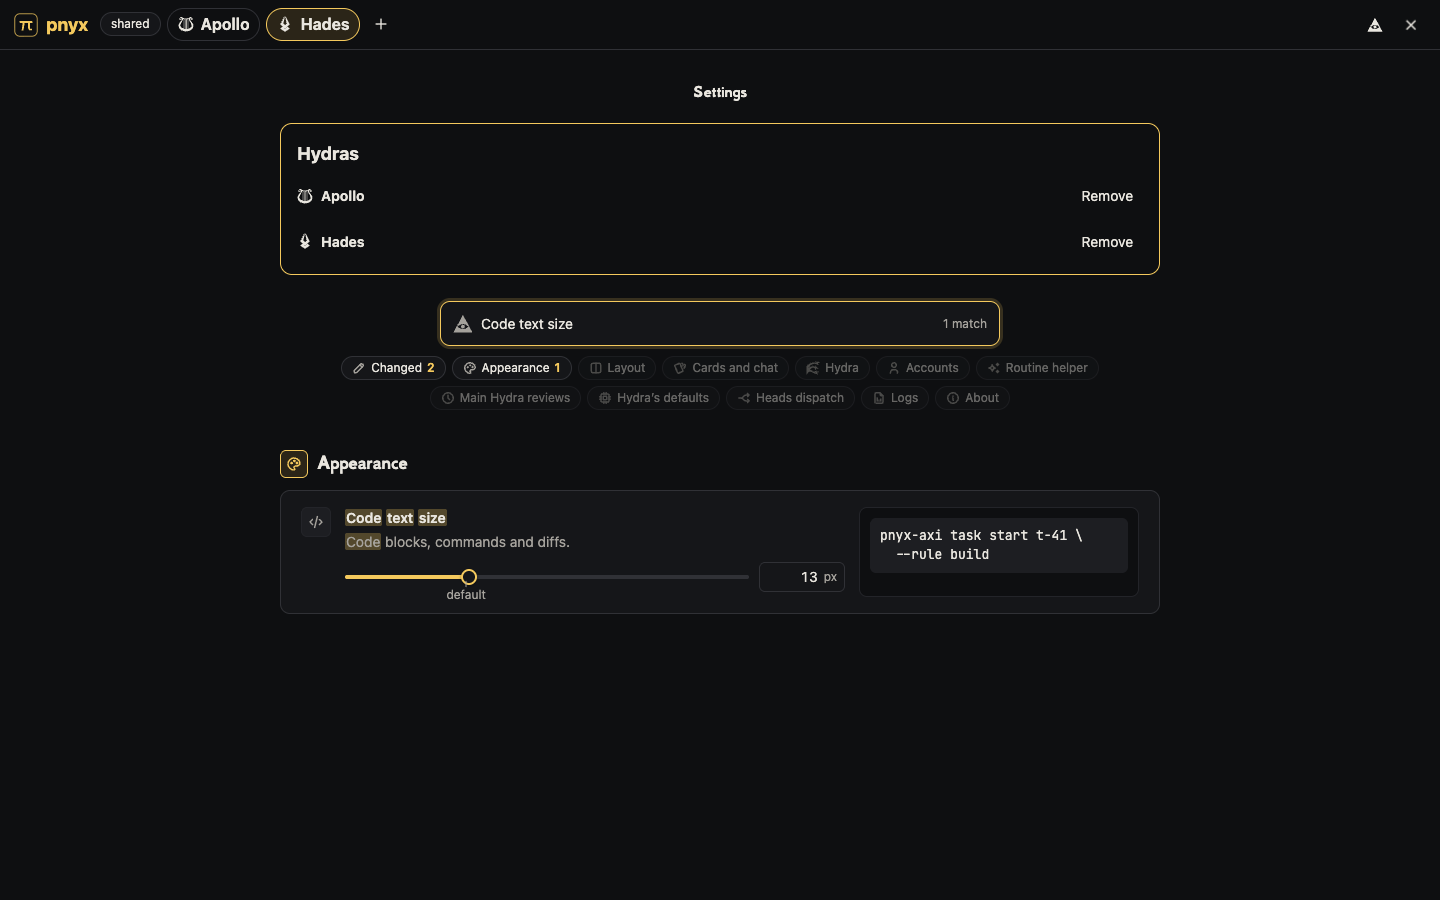 π pnyx shared Apollo Hades +
Settings
Hydras
Apollo Remove
Hades Remove
Code text size 1 match
Changed 2 Appearance 1 Layout Cards and chat Hydra Accounts Routine helper
Main Hydra reviews Hydra's defaults Heads dispatch Logs About
Appearance
Code text size
Code blocks, commands and diffs.
13 px
default
pnyx-axi task start t-41 \
--rule build